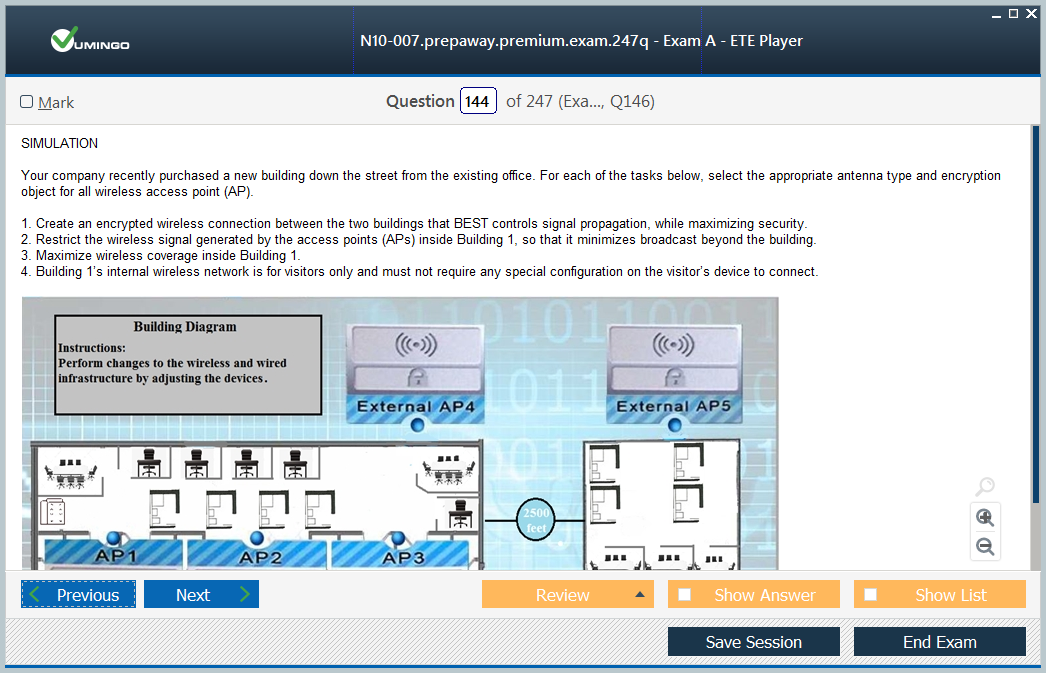 VUMINGO
N10-007.prepaway.premium.exam.247q - Exam A - ETE Player
Mark
Question 144 of 247 (Exa..., Q146)
SIMULATION
Your company recently purchased a new building down the street from the existing office. For each of the tasks below, select the appropriate antenna type and encryption
object for all wireless access point (AP).
1. Create an encrypted wireless connection between the two buildings that BEST controls signal propagation, while maximizing security.
2. Restrict the wireless signal generated by the access points (APs) inside Building 1, so that it minimizes broadcast beyond the building.
3. Maximize wireless coverage inside Building 1.
4. Building 1's internal wireless network is for visitors only and must not require any special configuration on the visitor's device to connect.
Building Diagram
Instructions:
Perform changes to the wireless and wired
infrastructure by adjusting the devices.
External AP4
External AP5
2500
feet
AP1
AP2
AP3
Previous
Next
Review
Show Answer
Show List
Save Session
End Exam